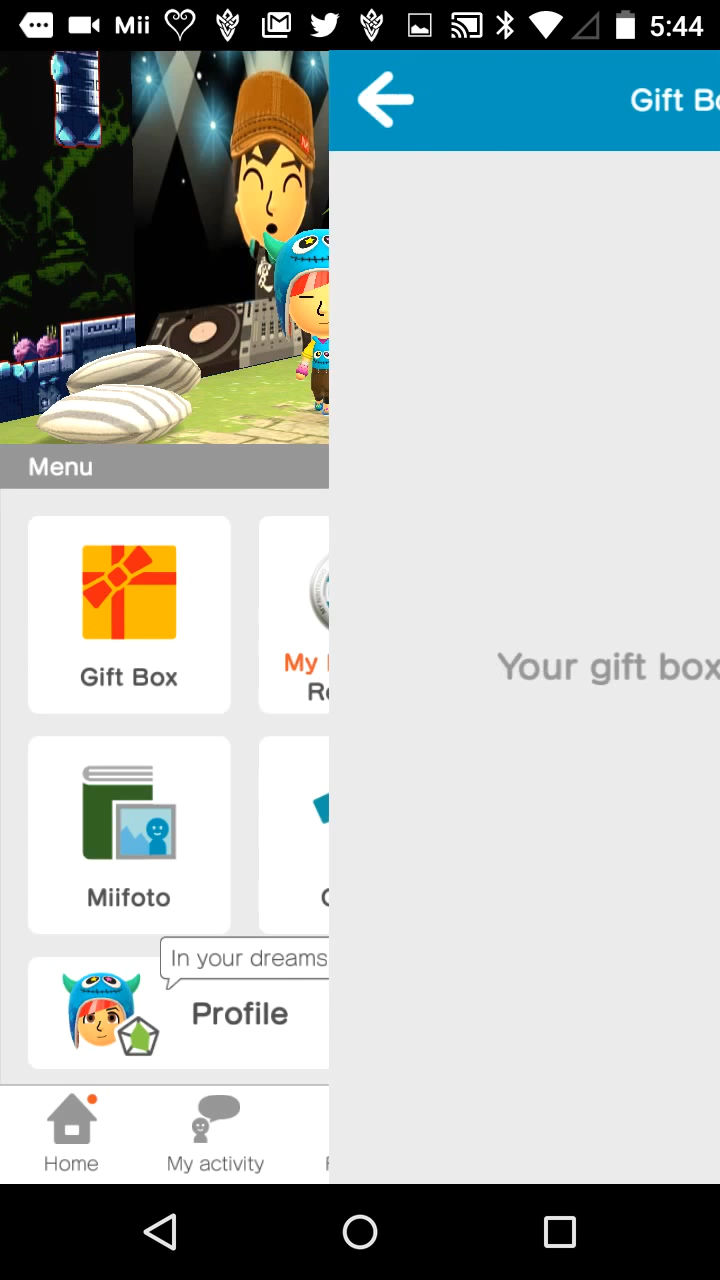 Mii
5:44
Gift Bo
Menu
Gift Box
My
R
Your gift box
Miifoto
In your dreams
Profile
Home
My activity